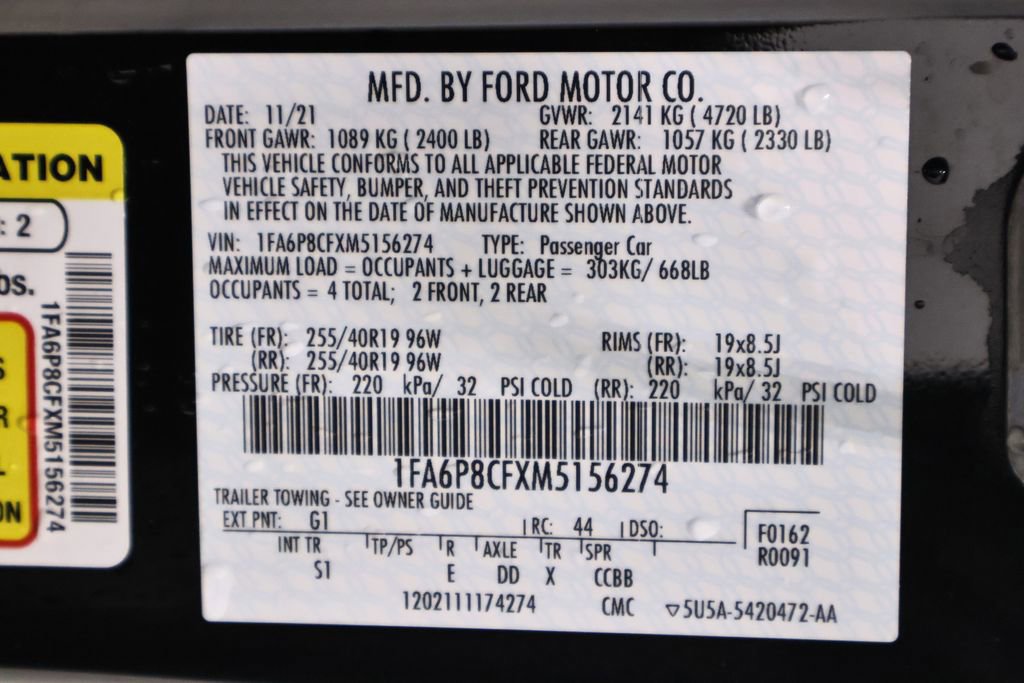 MFD. BY FORD MOTOR CO.
DATE: 11/21 GVWR: 2141 KG ( 4720 LB)
FRONT GAWR: 1089 KG ( 2400 LB) REAR GAWR: 1057 KG ( 2330 LB)
THIS VEHICLE CONFORMS TO ALL APPLICABLE FEDERAL MOTOR
VEHICLE SAFETY, BUMPER, AND THEFT PREVENTION STANDARDS
IN EFFECT ON THE DATE OF MANUFACTURE SHOWN ABOVE.
VIN: 1FA6P8CFXM5156274 TYPE: Passenger Car
MAXIMUM LOAD = OCCUPANTS + LUGGAGE = 303KG/ 668LB
OCCUPANTS = 4 TOTAL; 2 FRONT, 2 REAR
TIRE (FR): 255/40R19 96W RIMS (FR): 19x8.5J
(RR): 255/40R19 96W (RR): 19x8.5J
PRESSURE (FR): 220 kPa/ 32 PSI COLD (RR): 220 kPa/ 32 PSI COLD
1FA6P8CFXM5156274
TRAILER TOWING - SEE OWNER GUIDE
EXT PNT: G1 RC: 44 DSO: F0162
R0091
INT TR TP/PS R AXLE TR SPR
S1 E DD X CCBB
1202111174274 CMC ▽5U5A-5420472-AA
ATION
: 2
bs.
1FA6P8CFXM5156274
S
R
L
ON